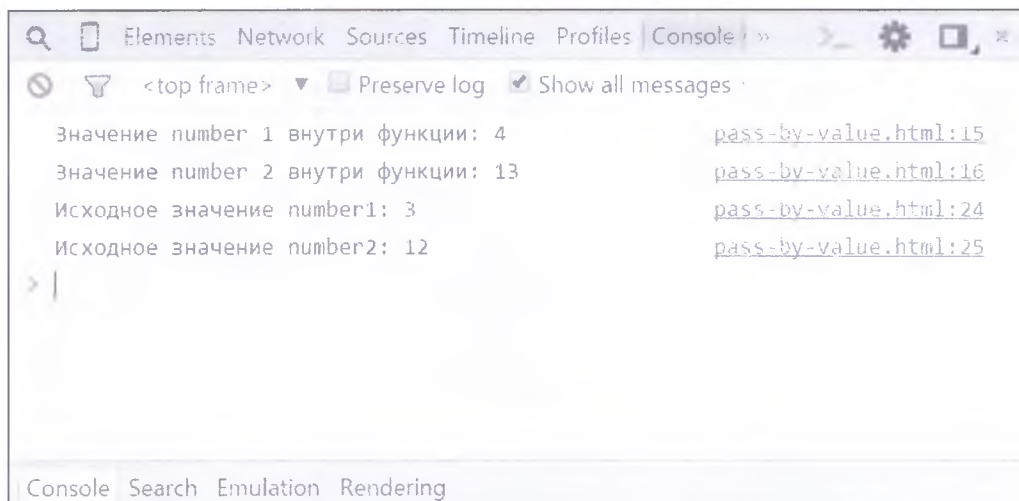 Elements Network Sources Timeline Profiles Console »
<top frame> ▼ Preserve log Show all messages
Значение number 1 внутри функции: 4 pass-by-value.html:15
Значение number 2 внутри функции: 13 pass-by-value.html:16
Исходное значение number1: 3 pass-by-value.html:24
Исходное значение number2: 12 pass-by-value.html:25
>
Console Search Emulation Rendering